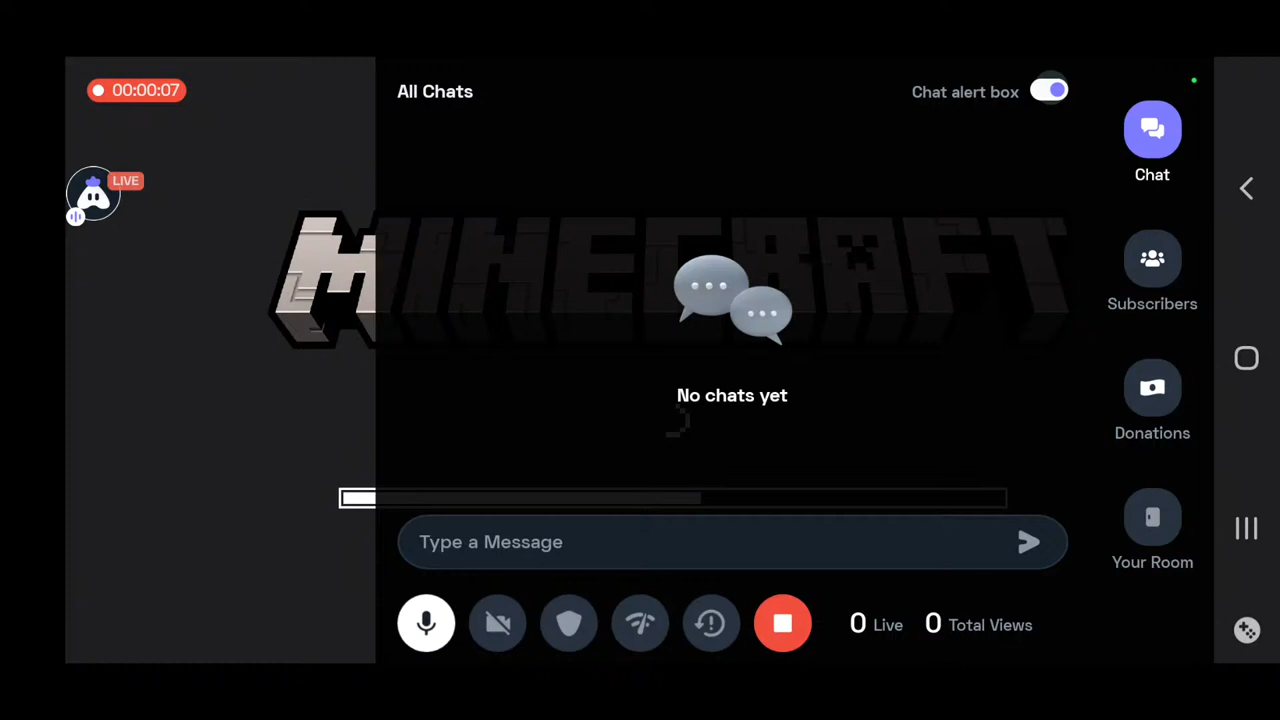 00:00:07
All Chats
Chat alert box
LIVE
Chat
MINECRAFT
Subscribers
No chats yet
Donations
Type a Message
Your Room
0 Live
0 Total Views